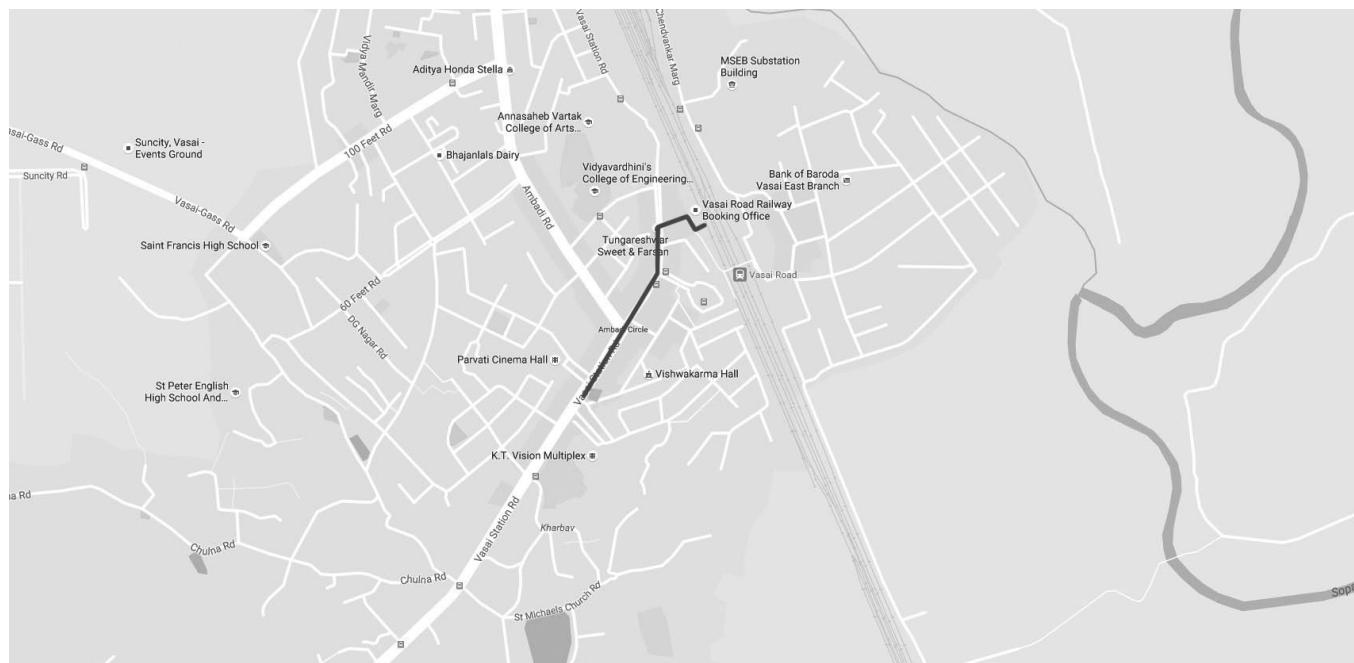 Vidya Mandir Marg
Vasai Station Rd
Chendvankar Marg
MSEB Substation
Building
Aditya Honda Stella
Annasaheb Vartak
College of Arts...
100 Feet Rd
Suncity, Vasai -
Events Ground
Bhajanlals Dairy
Suncity Rd
Vidyavardhini's
College of Engineering...
Bank of Baroda
Vasai East Branch
Vasai-Gass Rd
Ambadi Rd
Vasai Road Railway
Booking Office
Saint Francis High School
Tungareshwar
Sweet & Farsan
Vasai Road
60 Feet Rd
DG Nagar Rd
Ambadi Circle
Vasai Station Rd
Parvati Cinema Hall
Vishwakarma Hall
St Peter English
High School And...
K.T. Vision Multiplex
Vasai Station Rd
Kharbav
Chulna Rd
Chulna Rd
St Michaels Church Rd